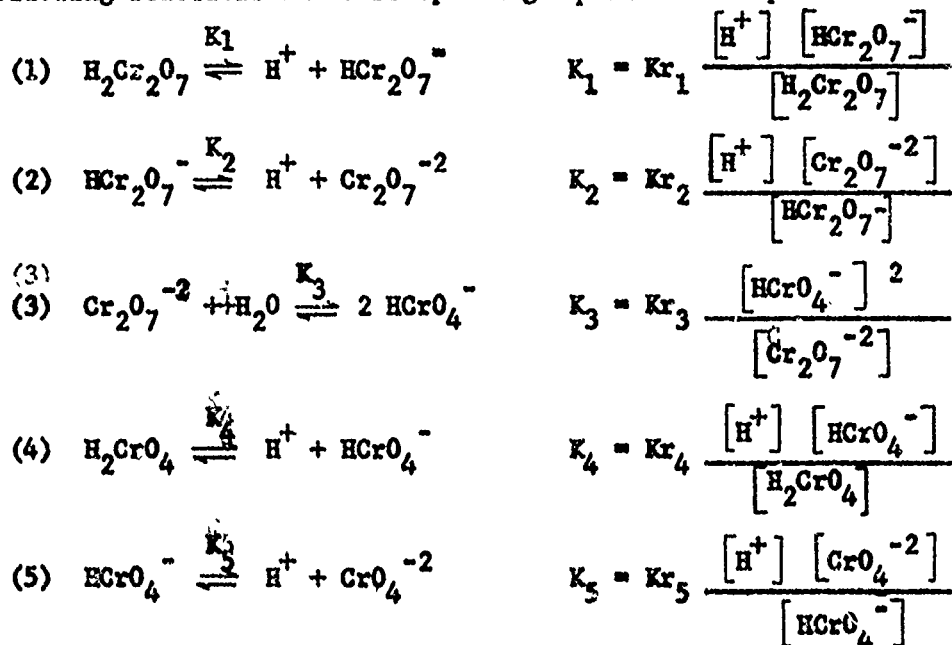 (1) H₂Cr₂O₇ ⇌ H⁺ + HCr₂O₇⁻ K₁ K₁ = Kr₁ [H⁺] [HCr₂O₇⁻] / [H₂Cr₂O₇]
(2) HCr₂O₇⁻ ⇌ H⁺ + Cr₂O₇⁻² K₂ K₂ = Kr₂ [H⁺] [Cr₂O₇⁻²] / [HCr₂O₇⁻]
(3)
(3) Cr₂O₇⁻² + H₂O ⇌ 2 HCrO₄⁻ K₃ K₃ = Kr₃ [HCrO₄⁻]² / [Cr₂O₇⁻²]
(4) H₂CrO₄ ⇌ H⁺ + HCrO₄⁻ K₄ K₄ = Kr₄ [H⁺] [HCrO₄⁻] / [H₂CrO₄]
(5) HCrO₄⁻ ⇌ H⁺ + CrO₄⁻² K₅ K₅ = Kr₅ [H⁺] [CrO₄⁻²] / [HCrO₄⁻]